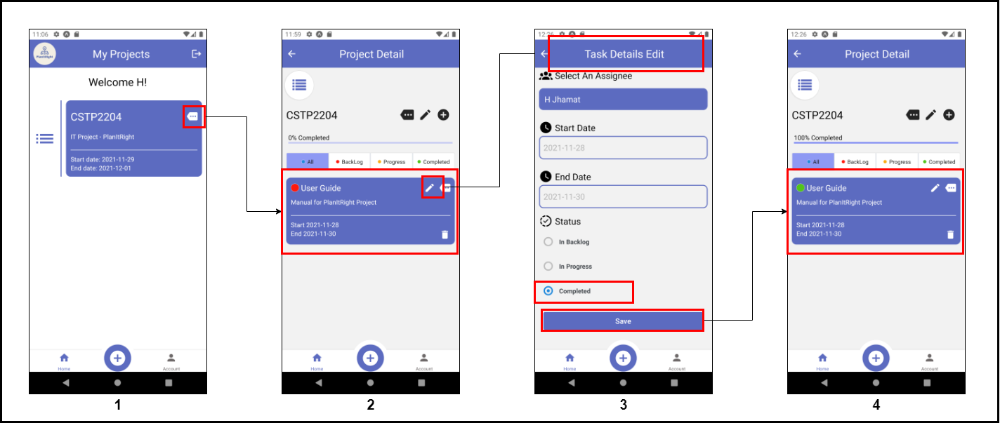 11:06
PlanItRight
My Projects
Welcome H!
CSTP2204
IT Project - PlanItRight
Start date: 2021-11-29
End date: 2021-12-01
Home
Account
1
11:59
Project Detail
CSTP2204
0% Completed
All BackLog Progress Completed
User Guide
Manual for PlanItRight Project
Start 2021-11-28
End 2021-11-30
Home
Account
2
12:26
Task Details Edit
Select An Assignee
H Jhamat
Start Date
2021-11-28
End Date
2021-11-30
Status
In Backlog
In Progress
Completed
Save
Home
Account
3
12:26
Project Detail
CSTP2204
100% Completed
All BackLog Progress Completed
User Guide
Manual for PlanItRight Project
Start 2021-11-28
End 2021-11-30
Home
Account
4